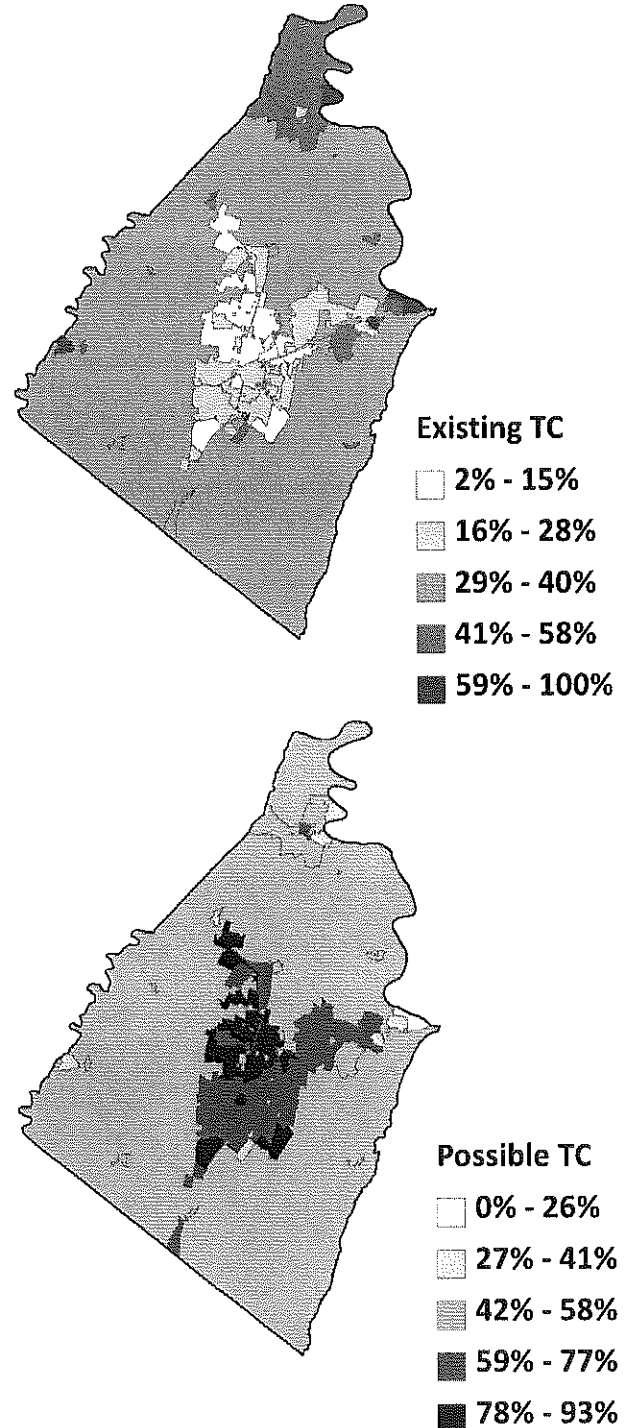 Existing TC
2% - 15%
16% - 28%
29% - 40%
41% - 58%
59% - 100%
Possible TC
0% - 26%
27% - 41%
42% - 58%
59% - 77%
78% - 93%